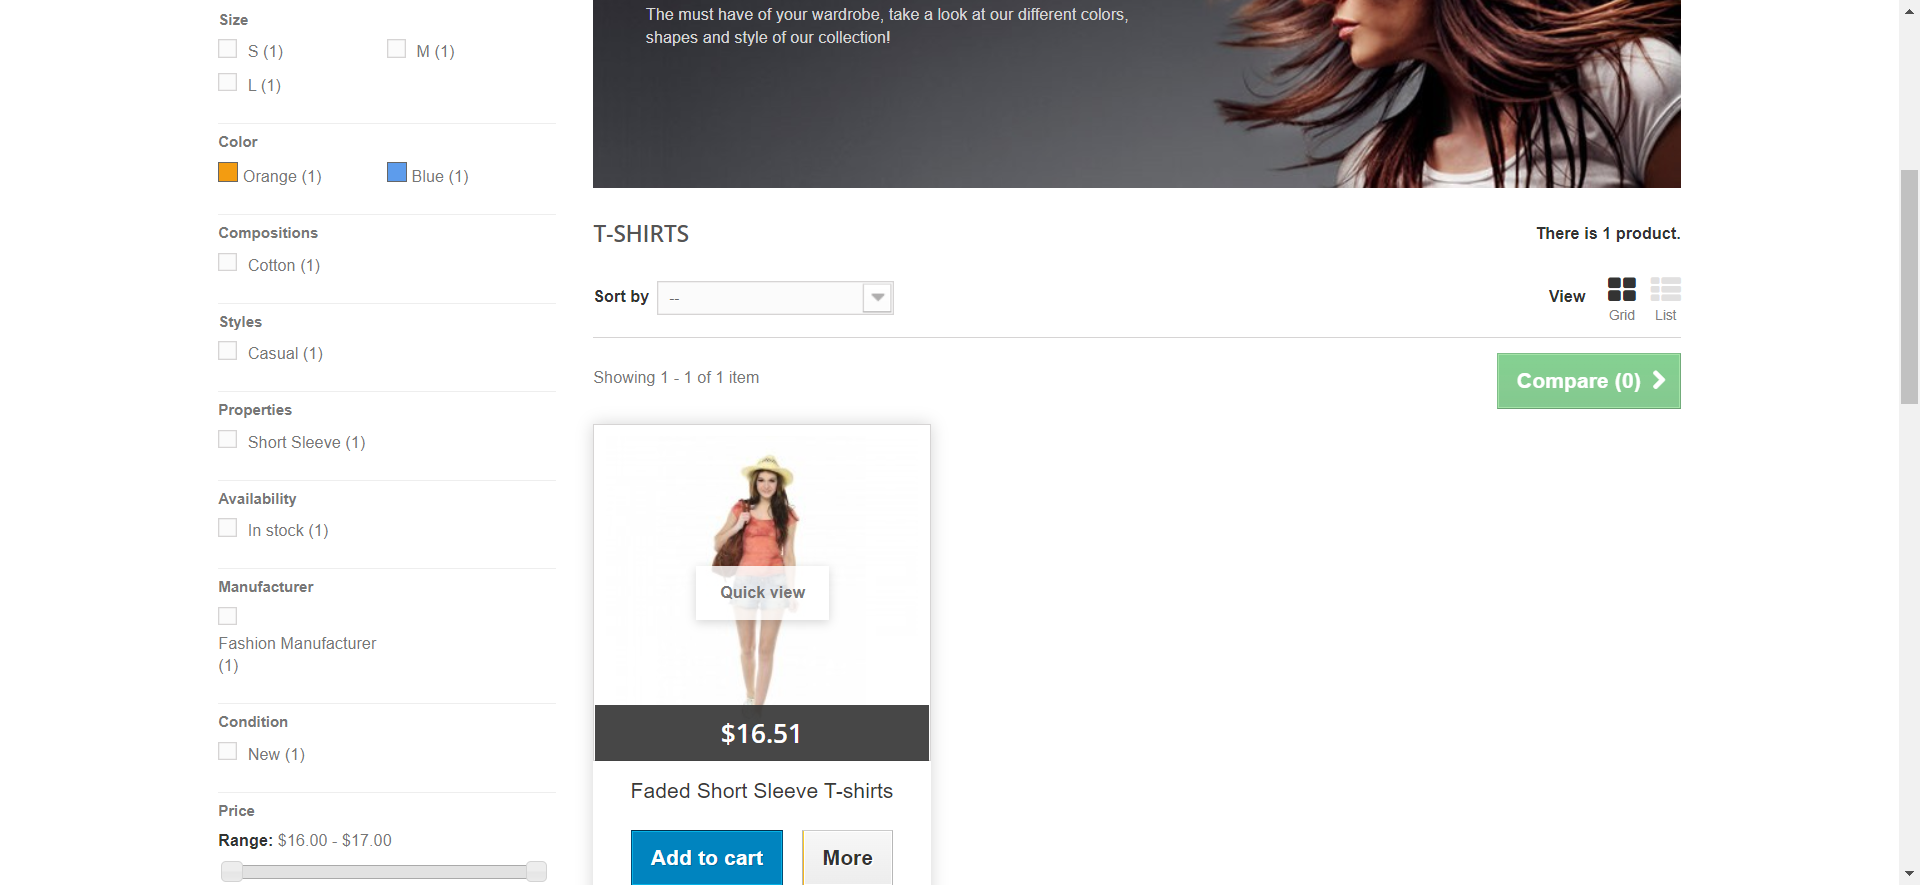 Size
S (1)
M (1)
L (1)
Color
Orange (1)
Blue (1)
Compositions
Cotton (1)
Styles
Casual (1)
Properties
Short Sleeve (1)
Availability
In stock (1)
Manufacturer
Fashion Manufacturer
(1)
Condition
New (1)
Price
Range: $16.00 - $17.00
The must have of your wardrobe, take a look at our different colors,
shapes and style of our collection!
T-SHIRTS
There is 1 product.
Sort by
--
View
Grid
List
Showing 1 - 1 of 1 item
Compare (0)
Quick view
$16.51
Faded Short Sleeve T-shirts
Add to cart
More